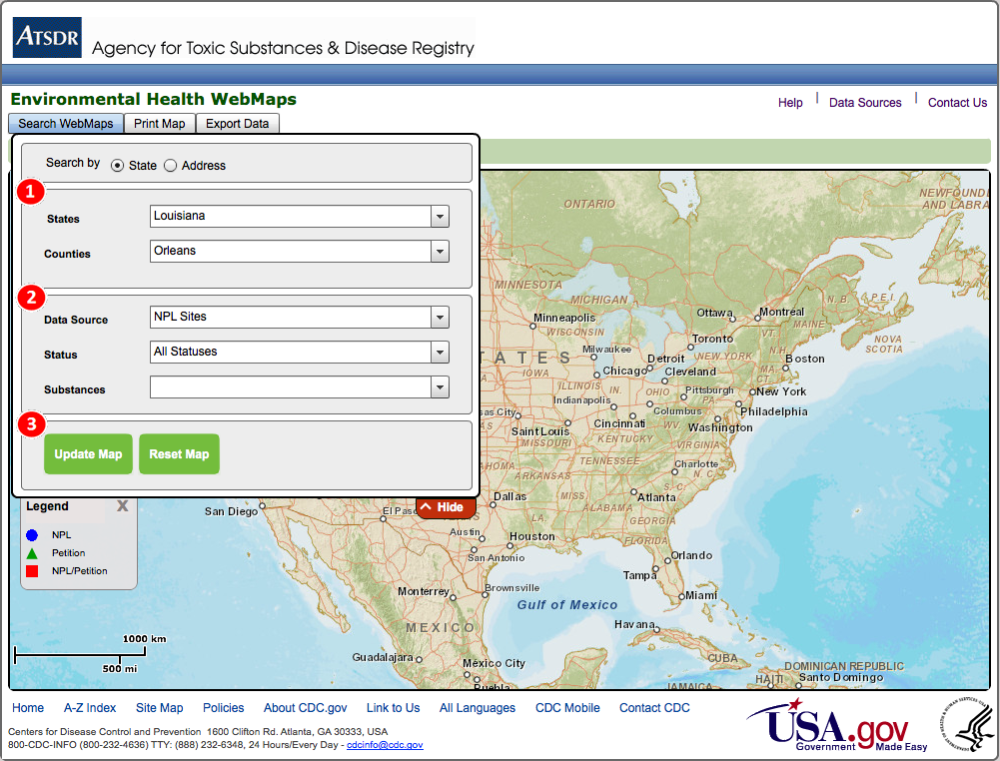 ATSDR
Agency for Toxic Substances & Disease Registry
Environmental Health WebMaps
Help
Data Sources
Contact Us
Search WebMaps
Print Map
Export Data
Search by
State
Address
1
States
Louisiana
Counties
Orleans
2
Data Source
NPL Sites
Status
All Statuses
Substances
3
Update Map
Reset Map
Hide
Legend
X
NPL
Petition
NPL/Petition
1000 km
500 mi
ONTARIO
NEWFOUND
AND LABRA
MINNESOTA
MICHIGAN
N.B.
P.E.I.
Ottawa
Montreal
Minneapolis
MAINE
WISCONSIN
VT.
Toronto
NOVA
SCOTIA
N.H.
Milwaukee
TATES
Detroit
NEW YORK
Boston
MA.
IOWA
Chicago
Cleveland
CT.
ILLINOIS
IN.
OHIO
Pittsburgh
New York
Indianapolis
PA.
sas City
Columbus
Philadelphia
Saint Louis
Cincinnati
WV.
Washington
MISSOURI
KENTUCKY
VIRGINIA
TENNESSEE
Charlotte
AHOMA
N.C.
ARKANSAS
S.C.
Dallas
MISS.
Atlanta
ALABAMA
San Diego
El Paso
LA.
GEORGIA
Austin
Houston
FLORIDA
San Antonio
Orlando
Tampa
Brownsville
Monterrey
Miami
Gulf of Mexico
Havana
MEXICO
Guadalajara
México City
CUBA
DOMINICAN REPUBLIC
HAITI
Santo Domingo
Puebla
JAMAICA
Home
A-Z Index
Site Map
Policies
About CDC.gov
Link to Us
All Languages
CDC Mobile
Contact CDC
Centers for Disease Control and Prevention 1600 Clifton Rd. Atlanta, GA 30333, USA
800-CDC-INFO (800-232-4636) TTY: (888) 232-6348, 24 Hours/Every Day - cdcinfo@cdc.gov
USA.gov
Government Made Easy